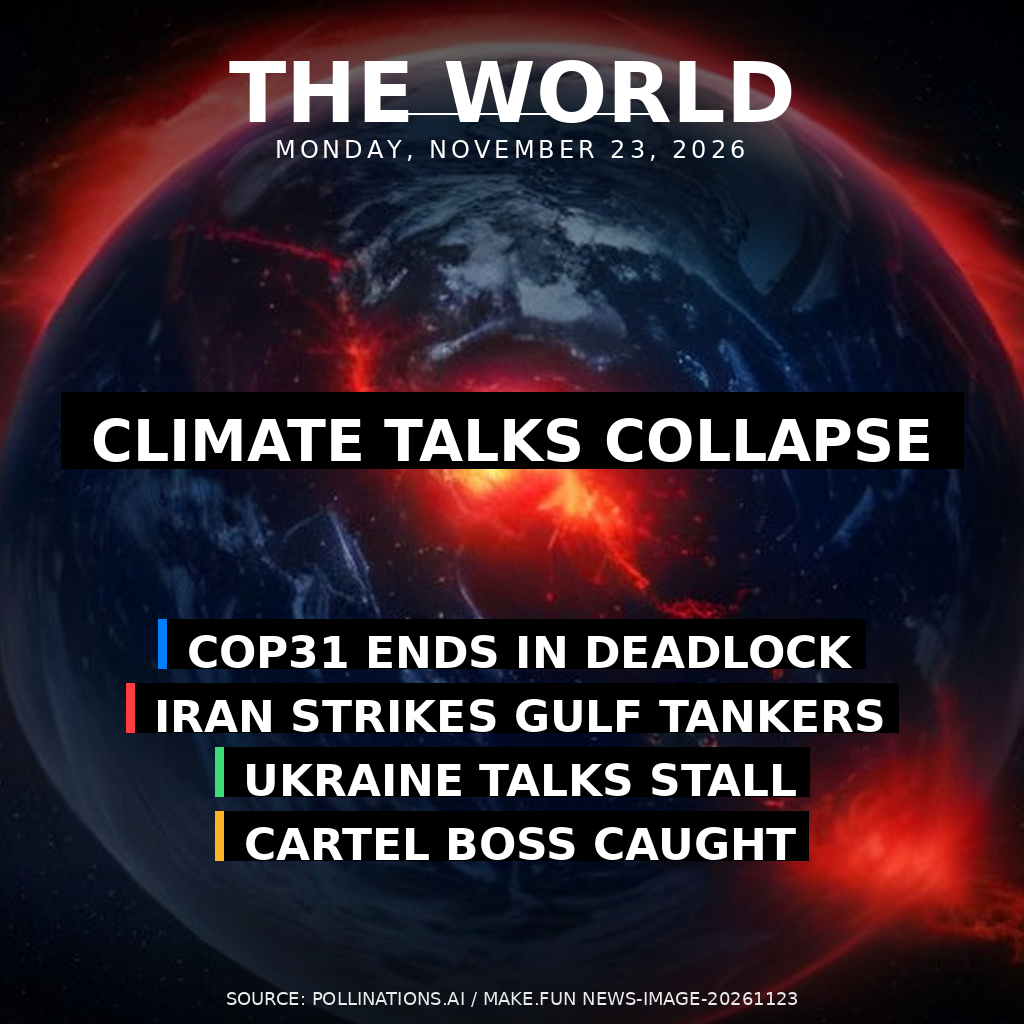 THE WORLD
MONDAY, NOVEMBER 23, 2026
CLIMATE TALKS COLLAPSE
COP31 ENDS IN DEADLOCK
IRAN STRIKES GULF TANKERS
UKRAINE TALKS STALL
CARTEL BOSS CAUGHT
SOURCE: POLLINATIONS.AI / MAKE.FUN NEWS-IMAGE-20261123